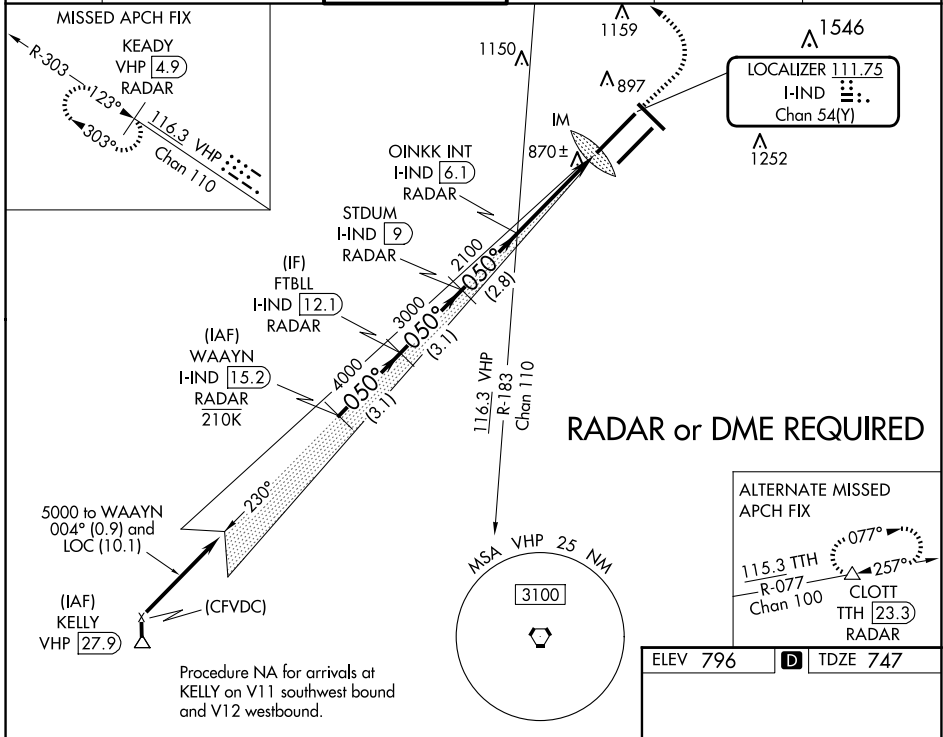 MISSED APCH FIX
KEADY
VHP 4.9
RADAR
R-303
123°
303°
116.3 VHP
Chan 110
1150
1159
1546
897
LOCALIZER 111.75
I-IND
Chan 54(Y)
1252
IM
870±
OINKK INT
I-IND 6.1
RADAR
STDUM
I-IND 9
RADAR
2100
050°
(2.8)
(IF)
FTBLL
I-IND 12.1
RADAR
3000
050°
(3.1)
(IAF)
WAAYN
I-IND 15.2
RADAR
210K
4000
050°
(3.1)
116.3 VHP
R-183
Chan 110
RADAR or DME REQUIRED
230°
5000 to WAAYN
004° (0.9) and
LOC (10.1)
(IAF)
KELLY
VHP 27.9
(CFVDC)
MSA VHP 25 NM
3100
ALTERNATE MISSED
APCH FIX
077°
257°
115.3 TTH
R-077
Chan 100
CLOTT
TTH 23.3
RADAR
Procedure NA for arrivals at
KELLY on V11 southwest bound
and V12 westbound.
ELEV 796 D TDZE 747